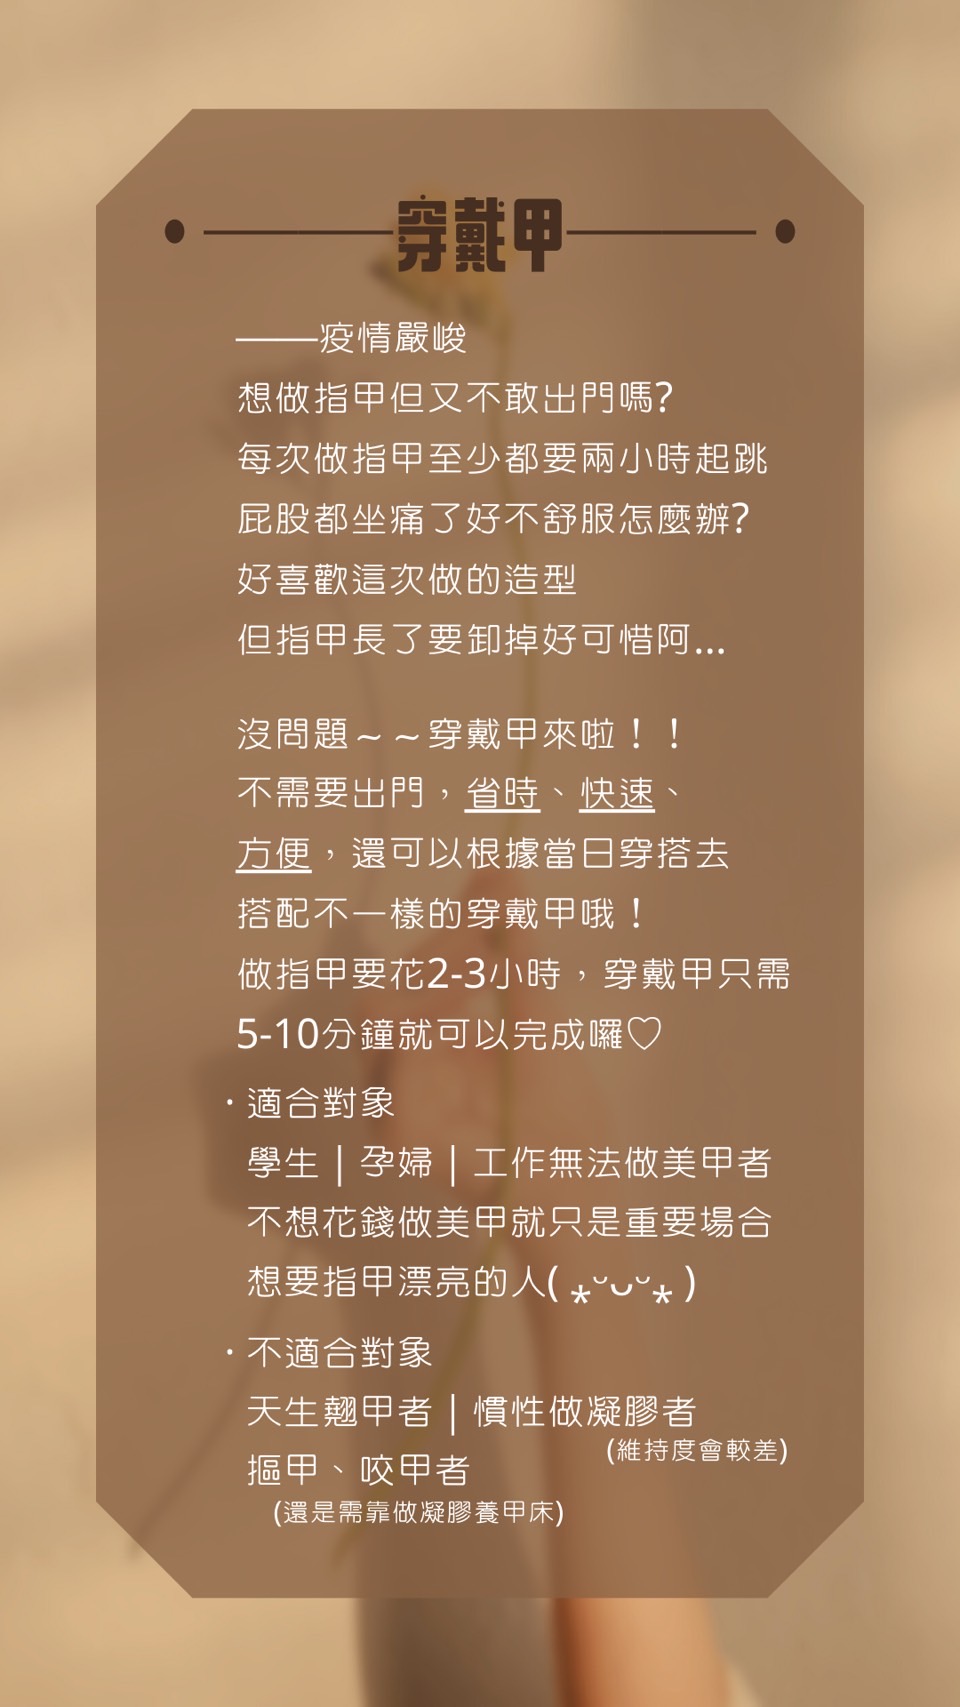 穿戴甲
——疫情嚴峻
想做指甲但又不敢出門嗎?
每次做指甲至少都要兩小時起跳
屁股都坐痛了好不舒服怎麼辦?
好喜歡這次做的造型
但指甲長了要卸掉好可惜阿...
沒問題~~穿戴甲來啦！！
不需要出門，省時、快速、
方便，還可以根據當日穿搭去
搭配不一樣的穿戴甲哦！
做指甲要花2-3小時，穿戴甲只需
5-10分鐘就可以完成囉♡
·適合對象
學生｜孕婦｜工作無法做美甲者
不想花錢做美甲就只是重要場合
想要指甲漂亮的人( ⁎ᵕᴗᵕ⁎ )
·不適合對象
天生翹甲者｜慣性做凝膠者
(維持度會較差)
摳甲、咬甲者
(還是需靠做凝膠養甲床)